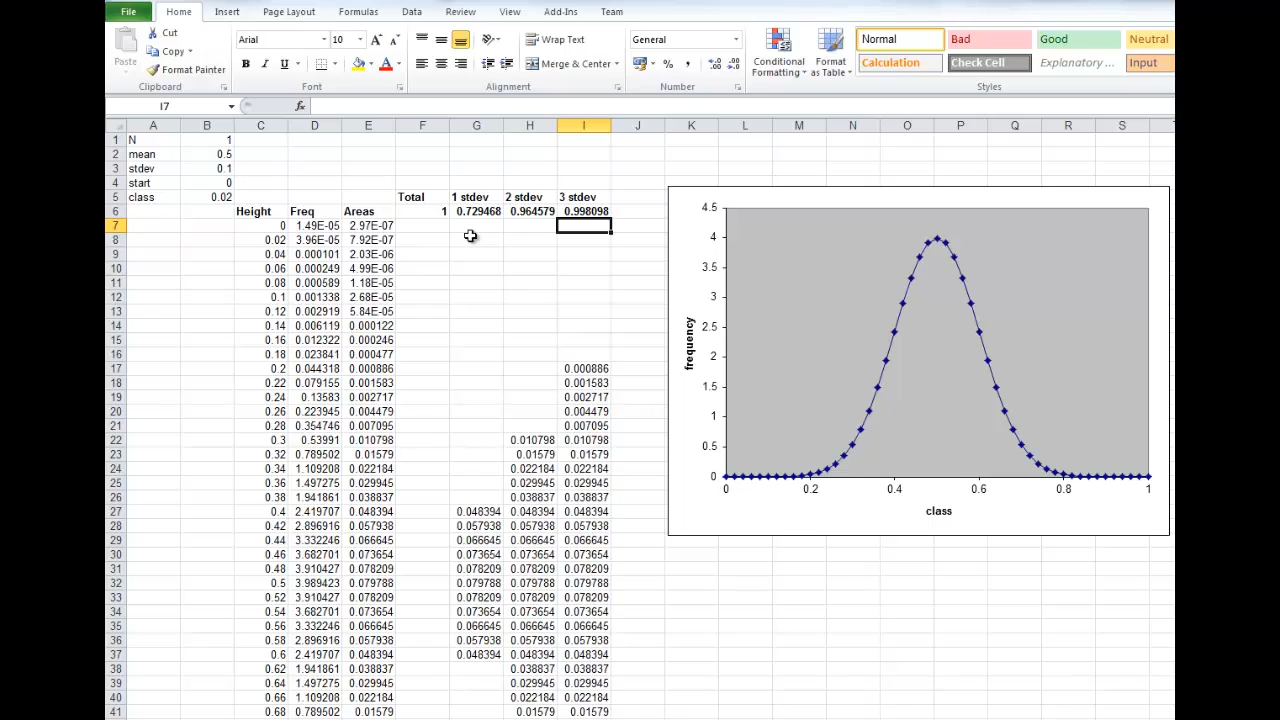 File Home Insert Page Layout Formulas Data Review View Add-Ins Team
Paste Cut Copy Format Painter
Arial 10 A A B I U A
Wrap Text Merge & Center
General % , .00 .0
Conditional Formatting Format as Table
Normal Bad Good Neutral
Calculation Check Cell Explanatory ... Input
Clipboard Font Alignment Number Styles
I7 fx
A B C D E F G H I J K L M N O P Q R S
1 N 1
2 mean 0.5
3 stdev 0.1
4 start 0
5 class 0.02 Total 1 stdev 2 stdev 3 stdev
6 Height Freq Areas 1 0.729468 0.964579 0.998098
7 0 1.49E-05 2.97E-07
8 0.02 3.96E-05 7.92E-07
9 0.04 0.000101 2.03E-06
10 0.06 0.000249 4.99E-06
11 0.08 0.000589 1.18E-05
12 0.1 0.001338 2.68E-05
13 0.12 0.002919 5.84E-05
14 0.14 0.006119 0.000122
15 0.16 0.012322 0.000246
16 0.18 0.023841 0.000477
17 0.2 0.044318 0.000886 0.000886
18 0.22 0.079155 0.001583 0.001583
19 0.24 0.13583 0.002717 0.002717
20 0.26 0.223945 0.004479 0.004479
21 0.28 0.354746 0.007095 0.007095
22 0.3 0.53991 0.010798 0.010798 0.010798
23 0.32 0.789502 0.01579 0.01579 0.01579
24 0.34 1.109208 0.022184 0.022184 0.022184
25 0.36 1.497275 0.029945 0.029945 0.029945
26 0.38 1.941861 0.038837 0.038837 0.038837
27 0.4 2.419707 0.048394 0.048394 0.048394 0.048394
28 0.42 2.896916 0.057938 0.057938 0.057938 0.057938
29 0.44 3.332246 0.066645 0.066645 0.066645 0.066645
30 0.46 3.682701 0.073654 0.073654 0.073654 0.073654
31 0.48 3.910427 0.078209 0.078209 0.078209 0.078209
32 0.5 3.989423 0.079788 0.079788 0.079788 0.079788
33 0.52 3.910427 0.078209 0.078209 0.078209 0.078209
34 0.54 3.682701 0.073654 0.073654 0.073654 0.073654
35 0.56 3.332246 0.066645 0.066645 0.066645 0.066645
36 0.58 2.896916 0.057938 0.057938 0.057938 0.057938
37 0.6 2.419707 0.048394 0.048394 0.048394 0.048394
38 0.62 1.941861 0.038837 0.038837 0.038837
39 0.64 1.497275 0.029945 0.029945 0.029945
40 0.66 1.109208 0.022184 0.022184 0.022184
41 0.68 0.789502 0.01579 0.01579 0.01579
4.5
4
3.5
3
2.5
2
1.5
1
0.5
0
frequency
0 0.2 0.4 0.6 0.8 1
class